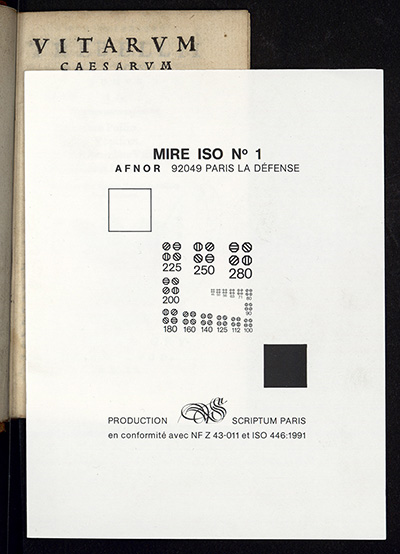 VITARVM
CAESARVM
MIRE ISO Nº 1
AFNOR 92049 PARIS LA DÉFENSE
225 250 280
200
90
180 160 140 125 112 100
PRODUCTION SCRIPTUM PARIS
en conformité avec NF Z 43-011 et ISO 446:1991